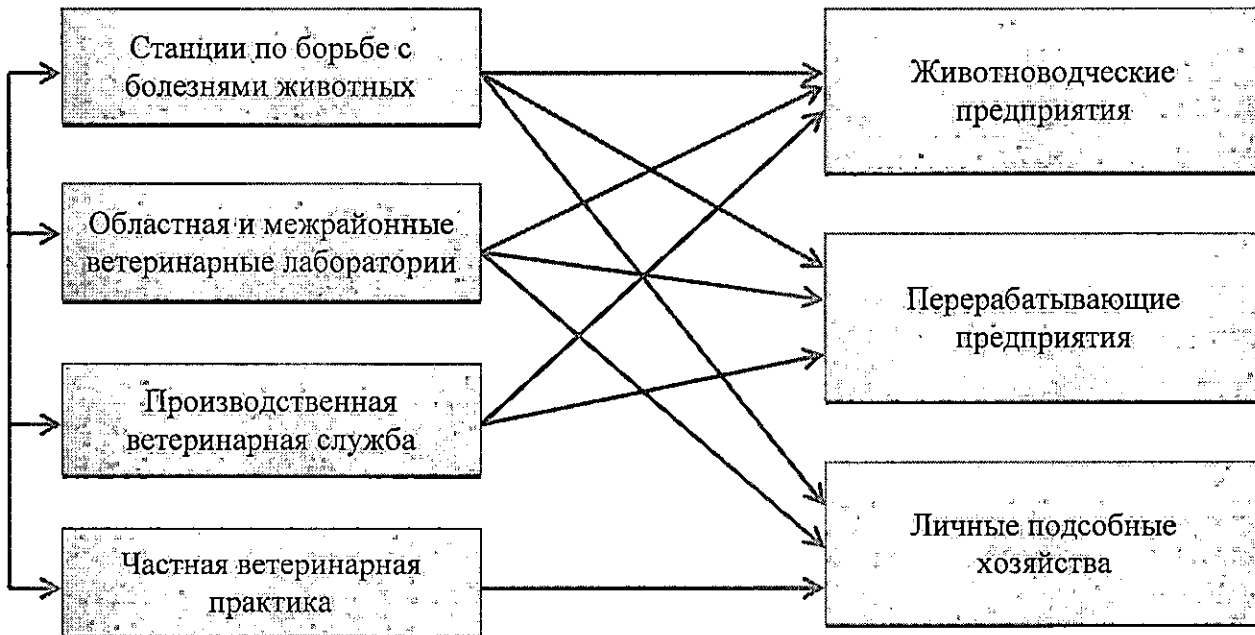 Станции по борьбе с
болезнями животных
Областная и межрайонные
ветеринарные лаборатории
Производственная
ветеринарная служба
Частная ветеринарная
практика
Животноводческие
предприятия
Перерабатывающие
предприятия
Личные подсобные
хозяйства